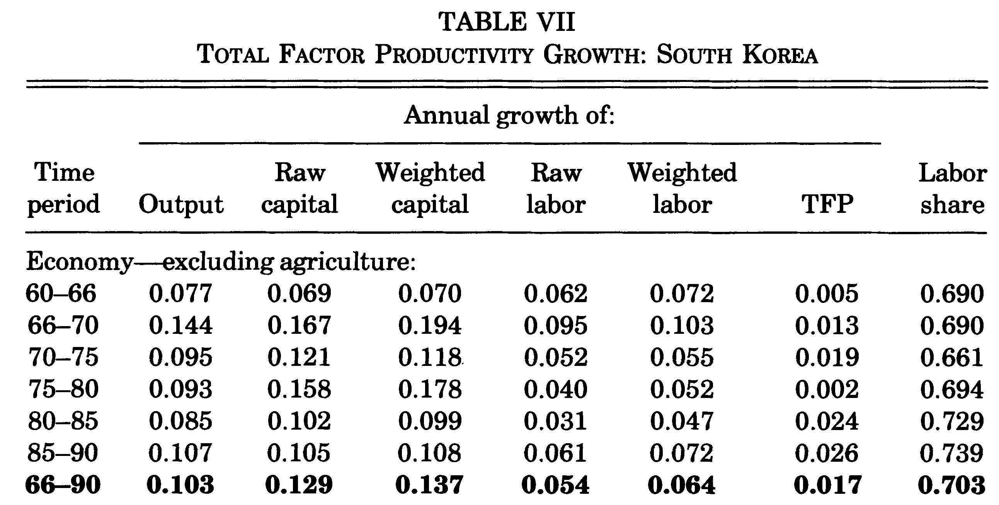 TABLE VII
TOTAL FACTOR PRODUCTIVITY GROWTH: SOUTH KOREA
Annual growth of:
Time Raw Weighted Raw Weighted Labor
period Output capital capital labor labor TFP share
Economy—excluding agriculture:
60–66 0.077 0.069 0.070 0.062 0.072 0.005 0.690
66–70 0.144 0.167 0.194 0.095 0.103 0.013 0.690
70–75 0.095 0.121 0.118 0.052 0.055 0.019 0.661
75–80 0.093 0.158 0.178 0.040 0.052 0.002 0.694
80–85 0.085 0.102 0.099 0.031 0.047 0.024 0.729
85–90 0.107 0.105 0.108 0.061 0.072 0.026 0.739
66–90 0.103 0.129 0.137 0.054 0.064 0.017 0.703